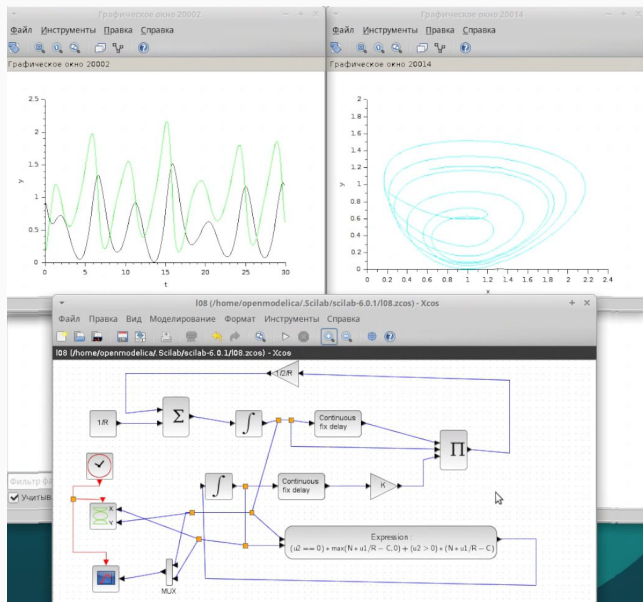 Графическое окно 20002
Файл Инструменты Правка Справка
Графическое окно 20002
2.5
2
1.5
y
1
0.5
0
0 5 10 15 20 25 30
t
Графическое окно 20014
Файл Инструменты Правка Справка
Графическое окно 20014
2
1.8
1.6
1.4
1.2
y
1
0.8
0.6
0.4
0.2
0
0 0.2 0.4 0.6 0.8 1 1.2 1.4 1.6 1.8 2 2.2 2.4
x
l08 (/home/openmodelica/.Scilab/scilab-6.0.1/l08.zcos) - Xcos
Файл Правка Вид Моделирование Формат Инструменты Справка
l08 (/home/openmodelica/.Scilab/scilab-6.0.1/l08.zcos) - Xcos
1/2/R
1/R
Σ
∫
Continuous
fix delay
Π
∫
Continuous
fix delay
K
X
Y
Expression :
(u2 == 0) * max(N * u1/R − C, 0) + (u2 > 0) * (N * u1/R − C)
MUX
Учитыв